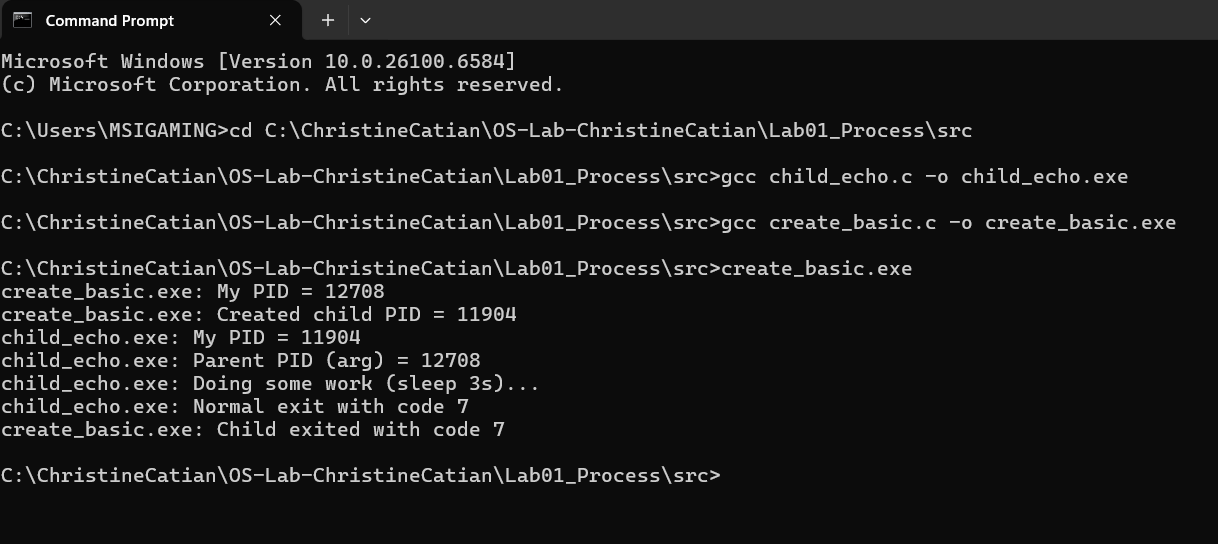 Command Prompt
Microsoft Windows [Version 10.0.26100.6584]
(c) Microsoft Corporation. All rights reserved.
C:\Users\MSIGAMING>cd C:\ChristineCatian\OS-Lab-ChristineCatian\Lab01_Process\src
C:\ChristineCatian\OS-Lab-ChristineCatian\Lab01_Process\src>gcc child_echo.c -o child_echo.exe
C:\ChristineCatian\OS-Lab-ChristineCatian\Lab01_Process\src>gcc create_basic.c -o create_basic.exe
C:\ChristineCatian\OS-Lab-ChristineCatian\Lab01_Process\src>create_basic.exe
create_basic.exe: My PID = 12708
create_basic.exe: Created child PID = 11904
child_echo.exe: My PID = 11904
child_echo.exe: Parent PID (arg) = 12708
child_echo.exe: Doing some work (sleep 3s)...
child_echo.exe: Normal exit with code 7
create_basic.exe: Child exited with code 7
C:\ChristineCatian\OS-Lab-ChristineCatian\Lab01_Process\src>